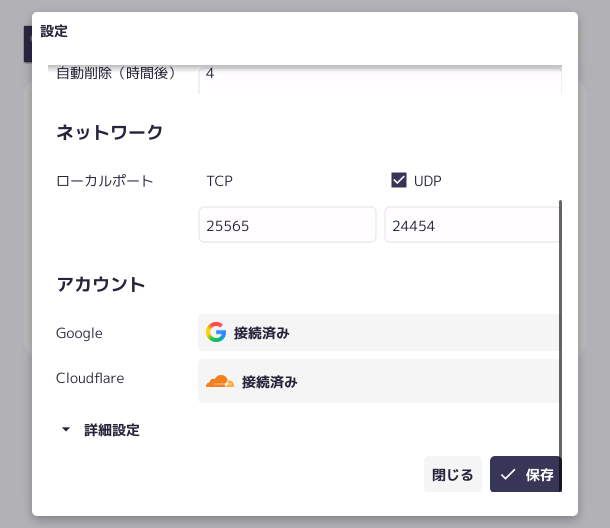 設定
自動削除（時間後） 4
ネットワーク
ローカルポート TCP UDP
25565 24454
アカウント
Google 接続済み
Cloudflare 接続済み
詳細設定
閉じる 保存